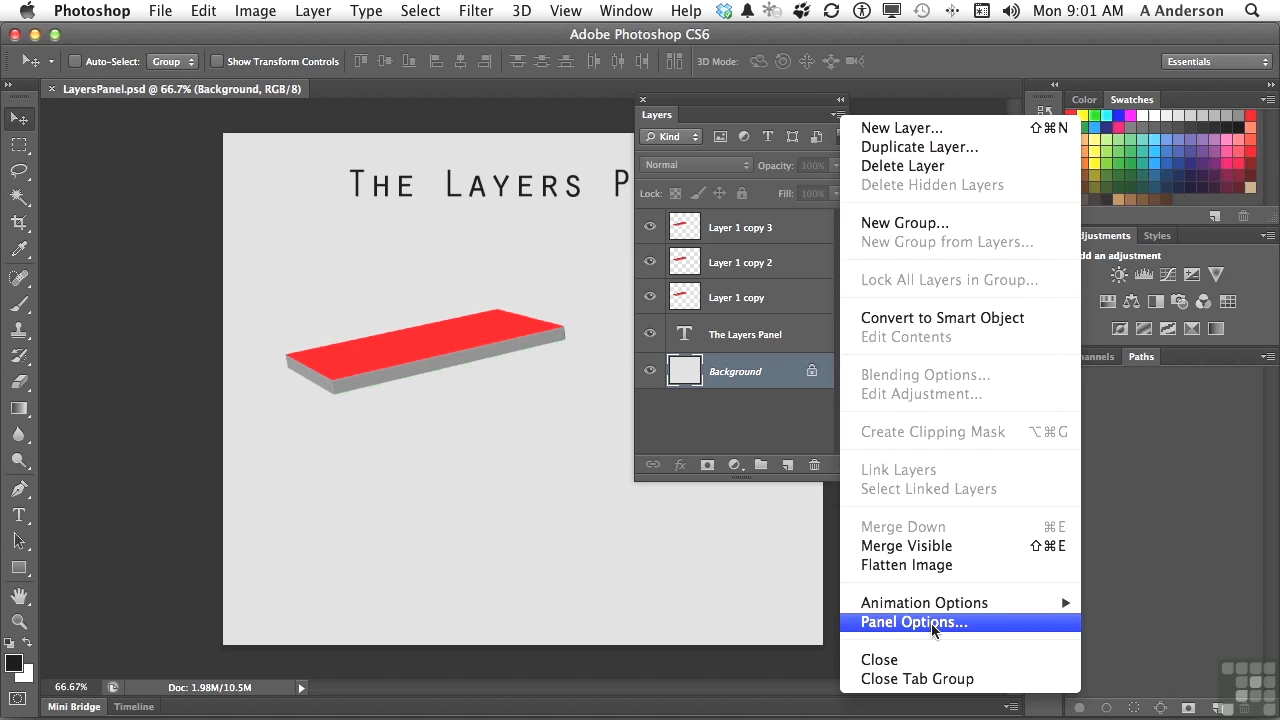 Photoshop File Edit Image Layer Type Select Filter 3D View Window Help Mon 9:01 AM A Anderson
Adobe Photoshop CS6
Auto-Select: Group Show Transform Controls 3D Mode: Essentials
LayersPanel.psd @ 66.7% (Background, RGB/8)
Color Swatches
Layers
Kind
Normal Opacity: 100%
Lock: Fill: 100%
Layer 1 copy 3
Layer 1 copy 2
Layer 1 copy
The Layers Panel
Background
The Layers P
New Layer... ⇧⌘N
Duplicate Layer...
Delete Layer
Delete Hidden Layers
New Group...
New Group from Layers...
Lock All Layers in Group...
Convert to Smart Object
Edit Contents
Blending Options...
Edit Adjustment...
Create Clipping Mask ⌥⌘G
Link Layers
Select Linked Layers
Merge Down ⌘E
Merge Visible ⇧⌘E
Flatten Image
Animation Options
Panel Options...
Close
Close Tab Group
djustments Styles
dd an adjustment
hannels Paths
66.67% Doc: 1.98M/10.5M
Mini Bridge Timeline